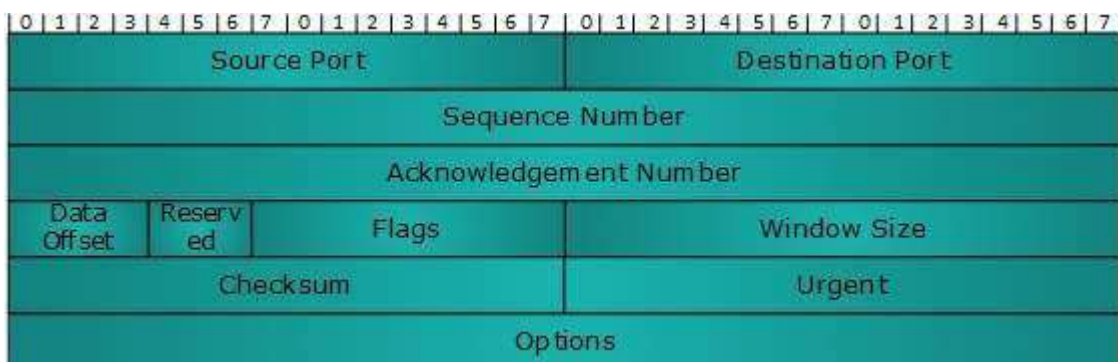 0 1 2 3 4 5 6 7 0 1 2 3 4 5 6 7 0 1 2 3 4 5 6 7 0 1 2 3 4 5 6 7
Source Port Destination Port
Sequence Number
Acknowledgement Number
Data Offset Reserv ed Flags Window Size
Checksum Urgent
Options